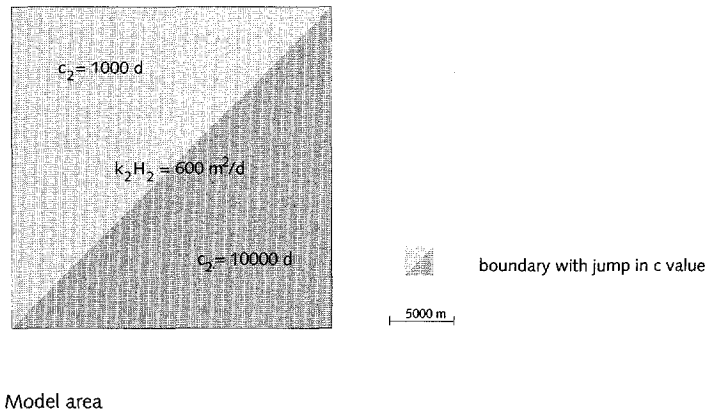 c₂= 1000 d
k₂H₂ = 600 m²/d
c₂= 10000 d
boundary with jump in c value
5000 m
Model area